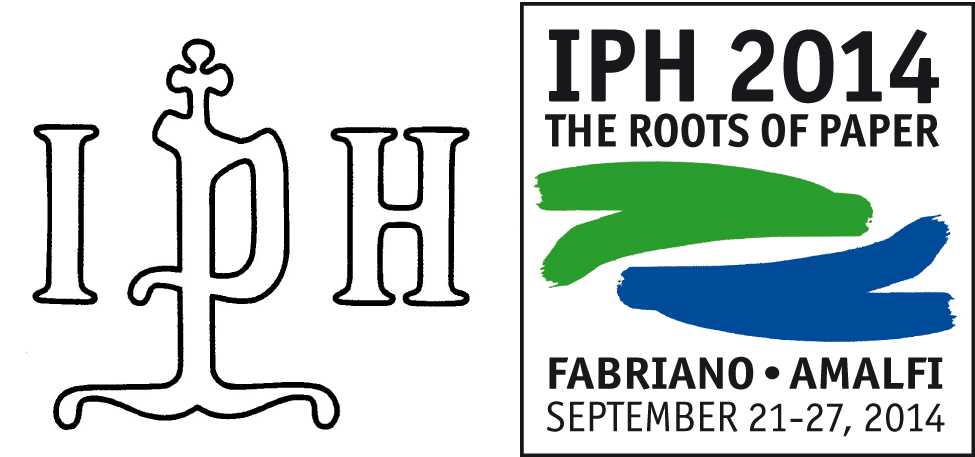 IPH
IPH 2014
THE ROOTS OF PAPER
FABRIANO • AMALFI
SEPTEMBER 21-27, 2014